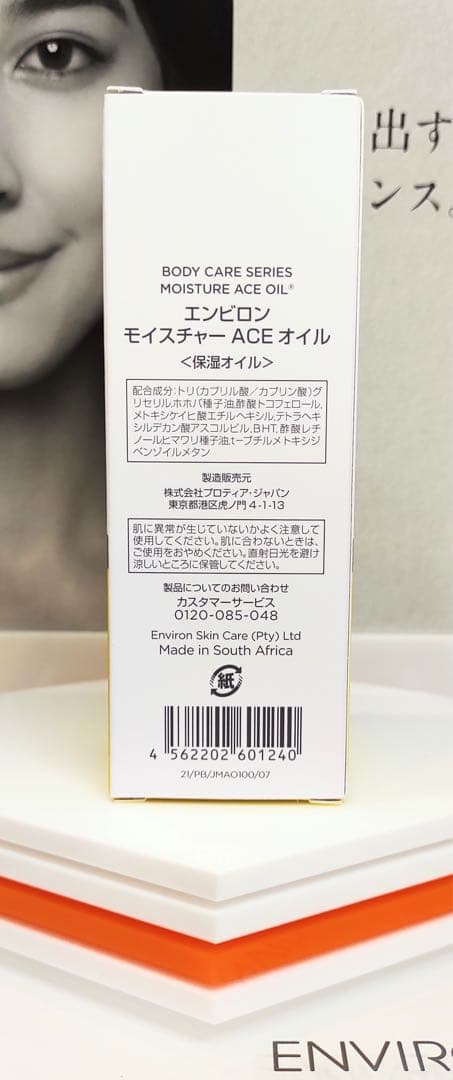 出す
ンス。
BODY CARE SERIES
MOISTURE ACE OIL®
エンビロン
モイスチャー ACE オイル
<保湿オイル>
配合成分:トリ(カプリル酸/カプリン酸)グ
リセリル,ホホバ種子油,酢酸トコフェロール,
メトキシケイヒ酸エチルヘキシル,テトラヘキ
シルデカン酸アスコルビル,BHT,酢酸レチ
ノール,ヒマワリ種子油,t-ブチルメトキシジ
ベンゾイルメタン
製造販売元
株式会社プロティア・ジャパン
東京都港区虎ノ門 4-1-13
肌に異常が生じていないかよく注意して
使用してください。肌に合わないときは、
ご使用をおやめください。直射日光を避け
涼しいところに保管してください。
製品についてのお問い合わせ
カスタマーサービス
0120-085-048
Environ Skin Care (Pty) Ltd
Made in South Africa
紙
4 562202 601240
21/PB/JMAO100/07
ENVIR